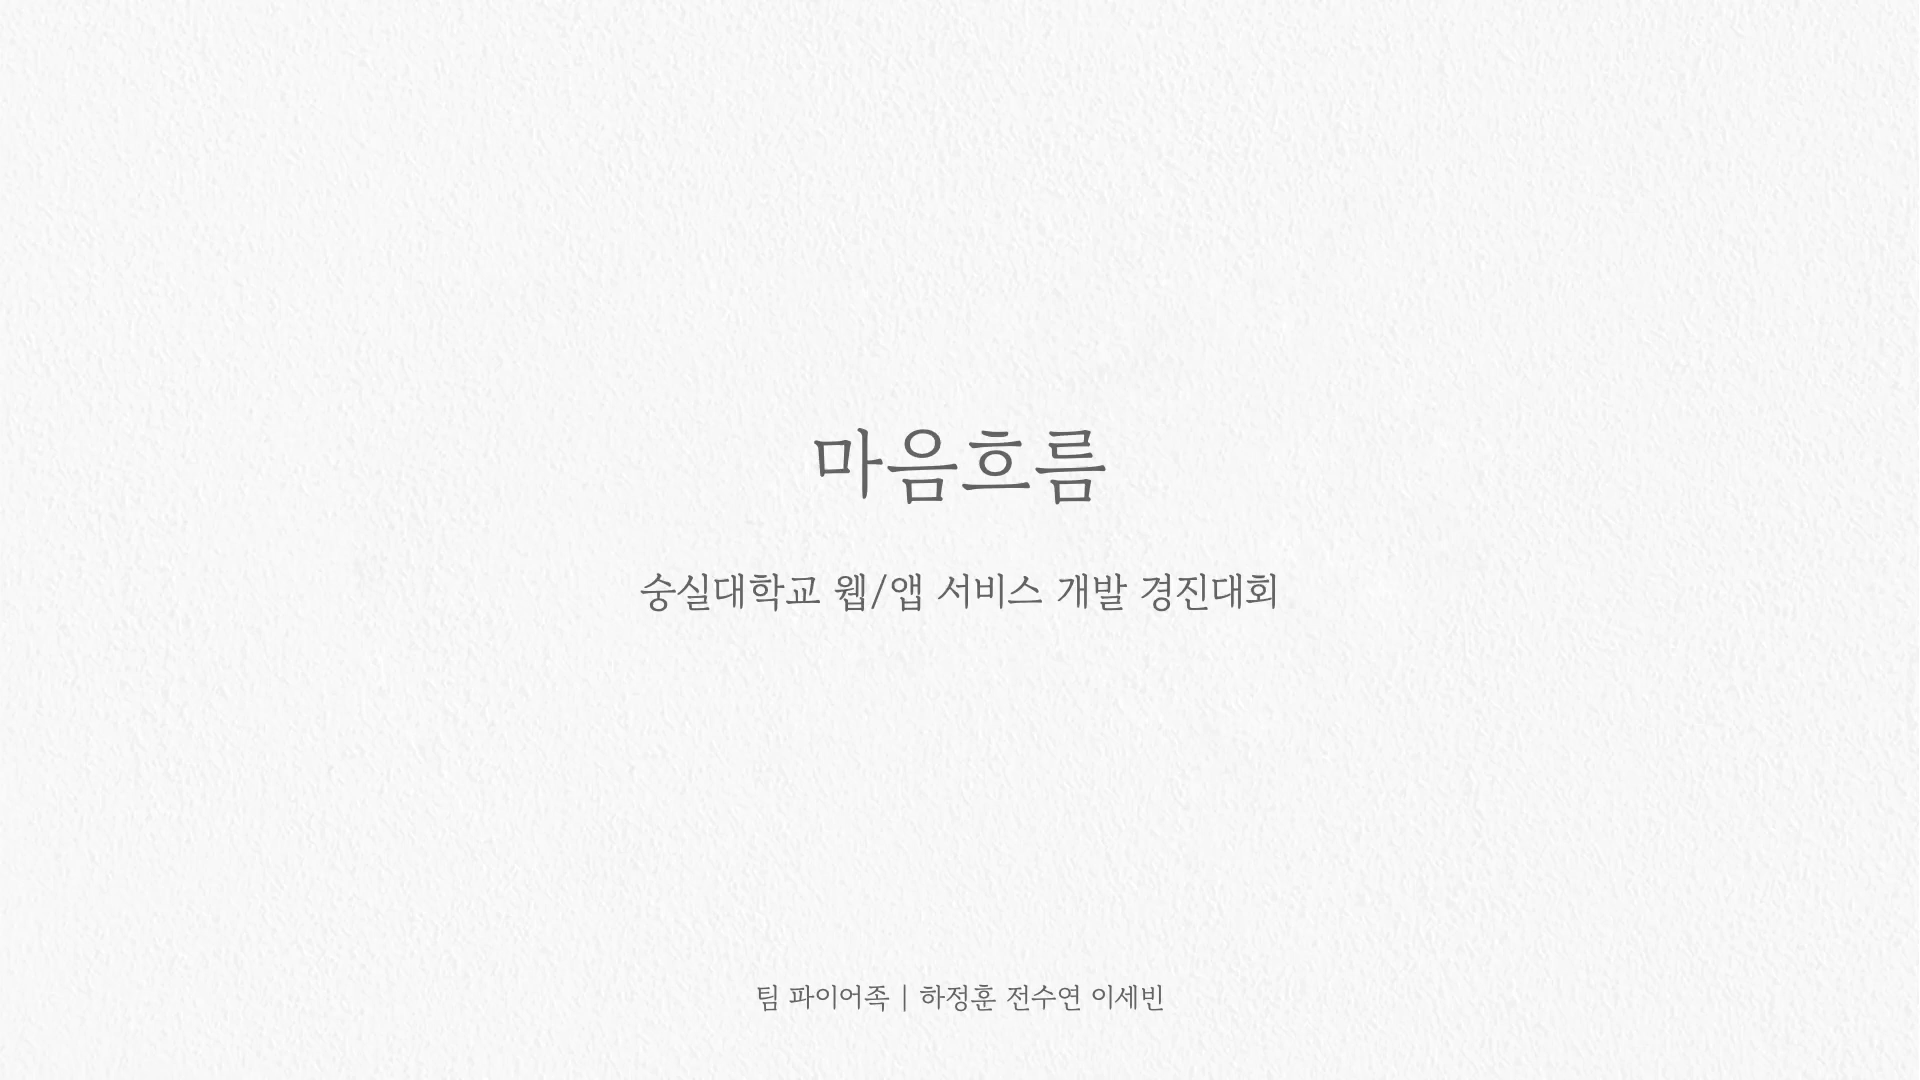 마음흐름
숭실대학교 웹/앱 서비스 개발 경진대회
팀 파이어족 | 하정훈 전수연 이세빈